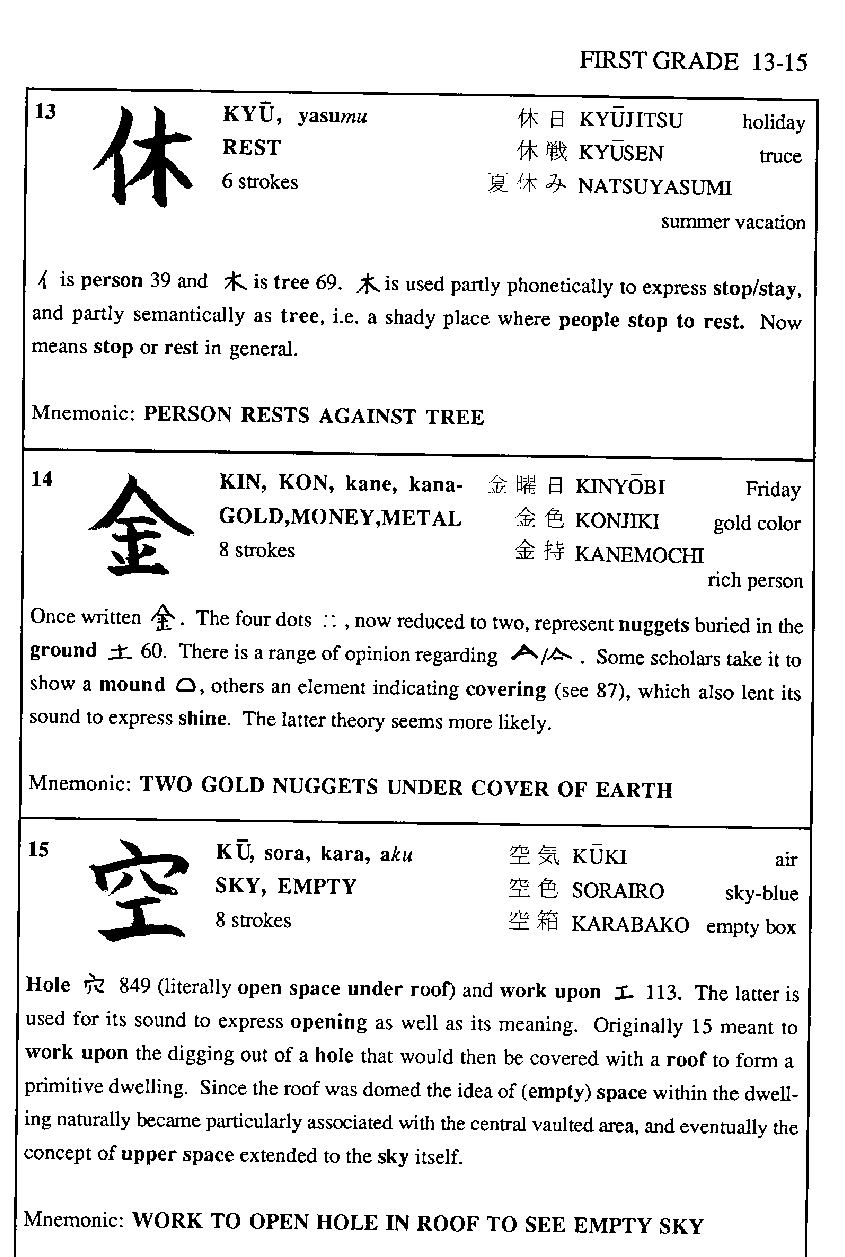 FIRST GRADE 13-15
13 休 KYŪ, yasumu 休日 KYŪJITSU holiday
REST 休戦 KYŪSEN truce
6 strokes 夏休み NATSUYASUMI
summer vacation
亻 is person 39 and 木 is tree 69. 木 is used partly phonetically to express stop/stay,
and partly semantically as tree, i.e. a shady place where people stop to rest. Now
means stop or rest in general.
Mnemonic: PERSON RESTS AGAINST TREE
14 金 KIN, KON, kane, kana- 金曜日 KINYŌBI Friday
GOLD,MONEY,METAL 金色 KONJIKI gold color
8 strokes 金持 KANEMOCHI
rich person
Once written . The four dots , now reduced to two, represent nuggets buried in the
ground 土 60. There is a range of opinion regarding / . Some scholars take it to
show a mound , others an element indicating covering (see 87), which also lent its
sound to express shine. The latter theory seems more likely.
Mnemonic: TWO GOLD NUGGETS UNDER COVER OF EARTH
15 空 KŪ, sora, kara, aku 空気 KŪKI air
SKY, EMPTY 空色 SORAIRO sky-blue
8 strokes 空箱 KARABAKO empty box
Hole 穴 849 (literally open space under roof) and work upon 工 113. The latter is
used for its sound to express opening as well as its meaning. Originally 15 meant to
work upon the digging out of a hole that would then be covered with a roof to form a
primitive dwelling. Since the roof was domed the idea of (empty) space within the dwell-
ing naturally became particularly associated with the central vaulted area, and eventually the
concept of upper space extended to the sky itself.
Mnemonic: WORK TO OPEN HOLE IN ROOF TO SEE EMPTY SKY